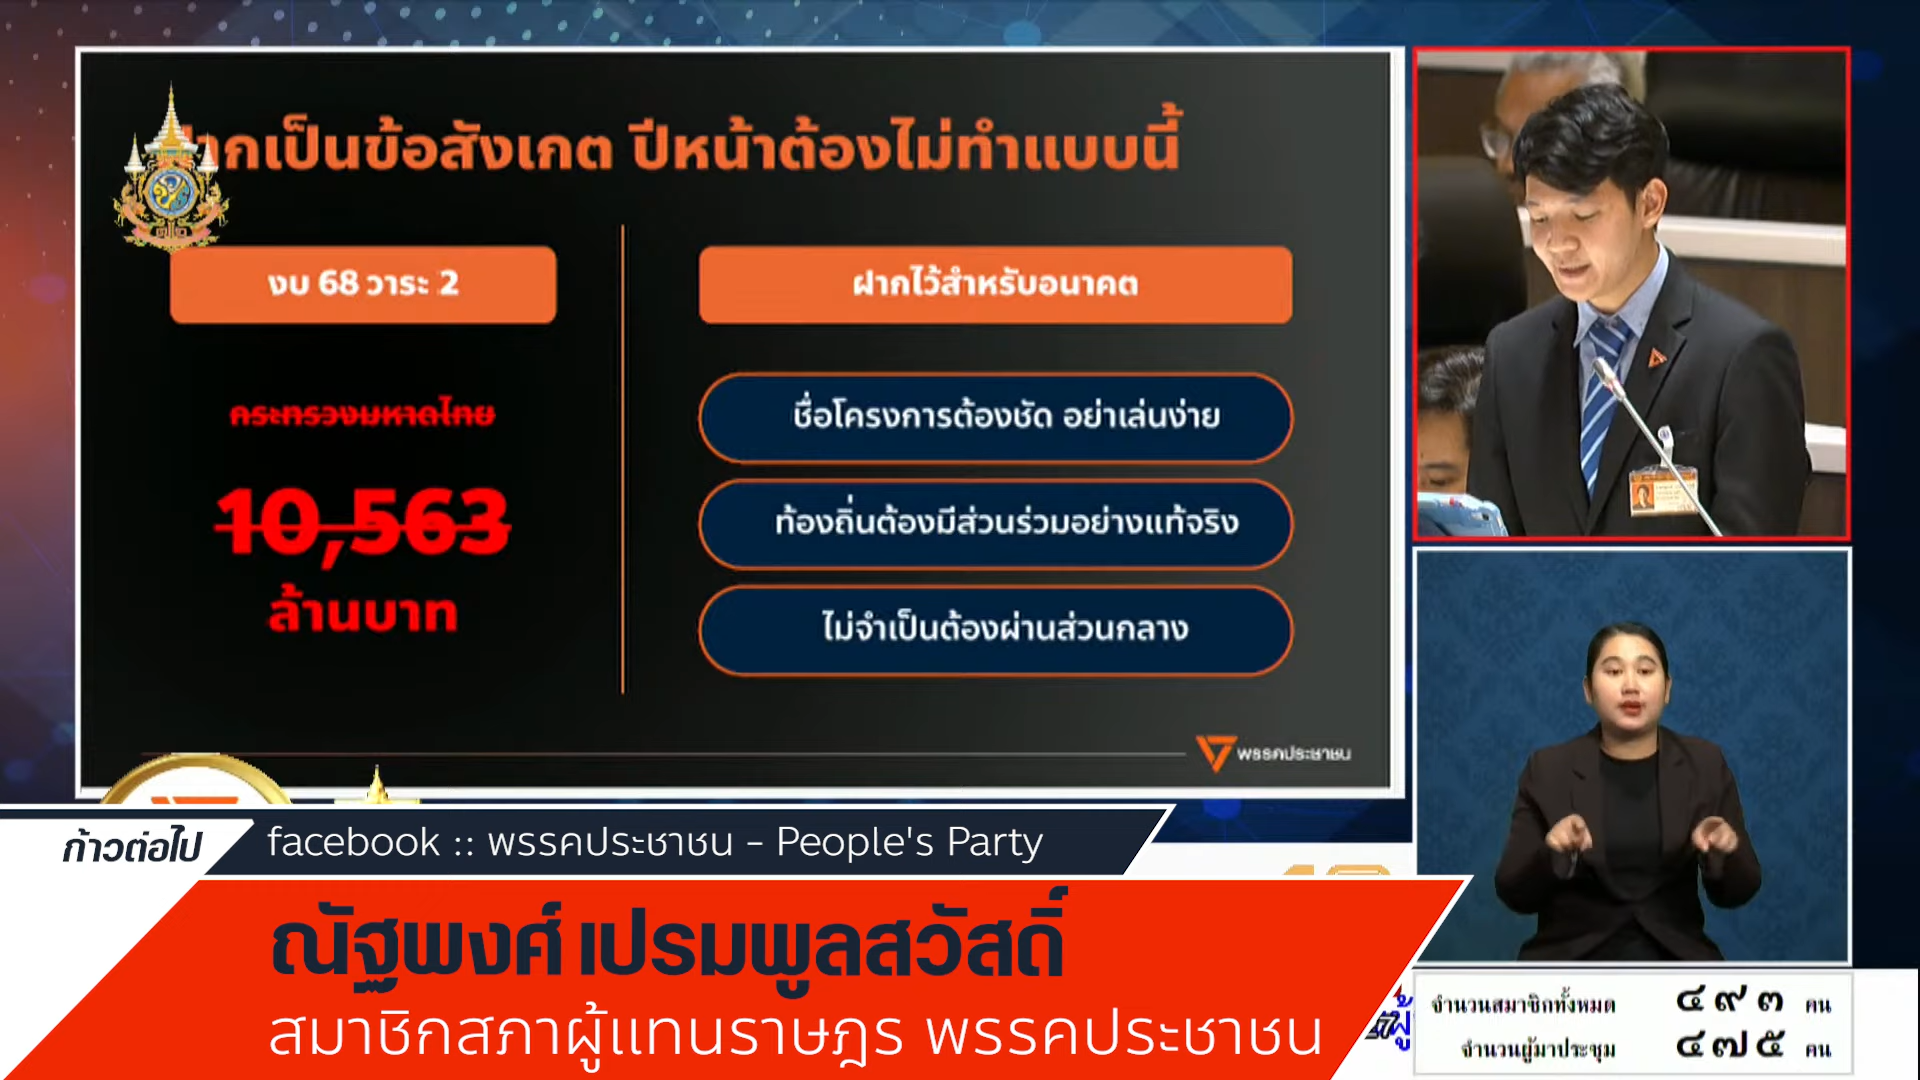 ากเป็นข้อสังเกต ปีหน้าต้องไม่ทำแบบนี้
งบ 68 วาระ 2
กระทรวงมหาดไทย
10,563
ล้านบาท
ฝากไว้สำหรับอนาคต
ชื่อโครงการต้องชัด อย่าเล่นง่าย
ท้องถิ่นต้องมีส่วนร่วมอย่างแท้จริง
ไม่จำเป็นต้องผ่านส่วนกลาง
พรรคประชาชน
ก้าวต่อไป
facebook :: พรรคประชาชน - People's Party
ณัฐพงศ์ เปรมพูลสวัสดิ์
สมาชิกสภาผู้แทนราษฎร พรรคประชาชน
จำนวนสมาชิกทั้งหมด ๔๙๓ คน
จำนวนผู้มาประชุม ๔๗๕ คน